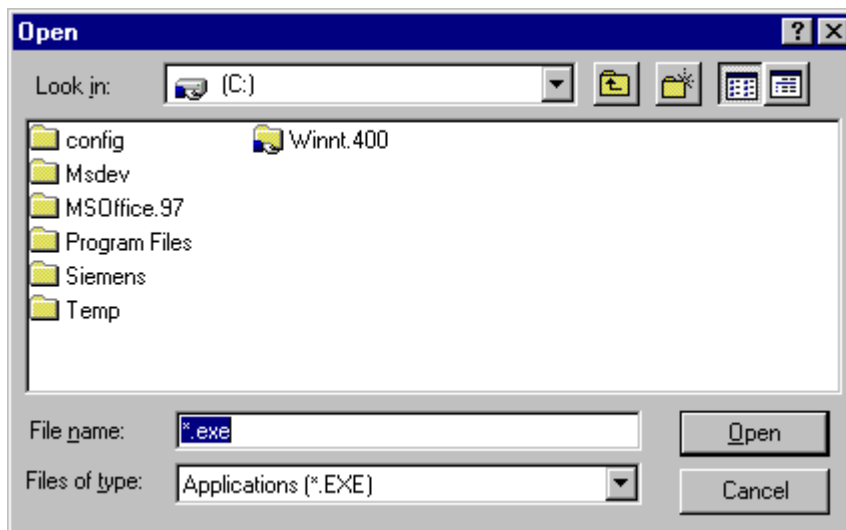 Open
Look in: (C:)
config Winnt.400
Msdev
MSOffice.97
Program Files
Siemens
Temp
File name: *.exe Open
Files of type: Applications (*.EXE) Cancel